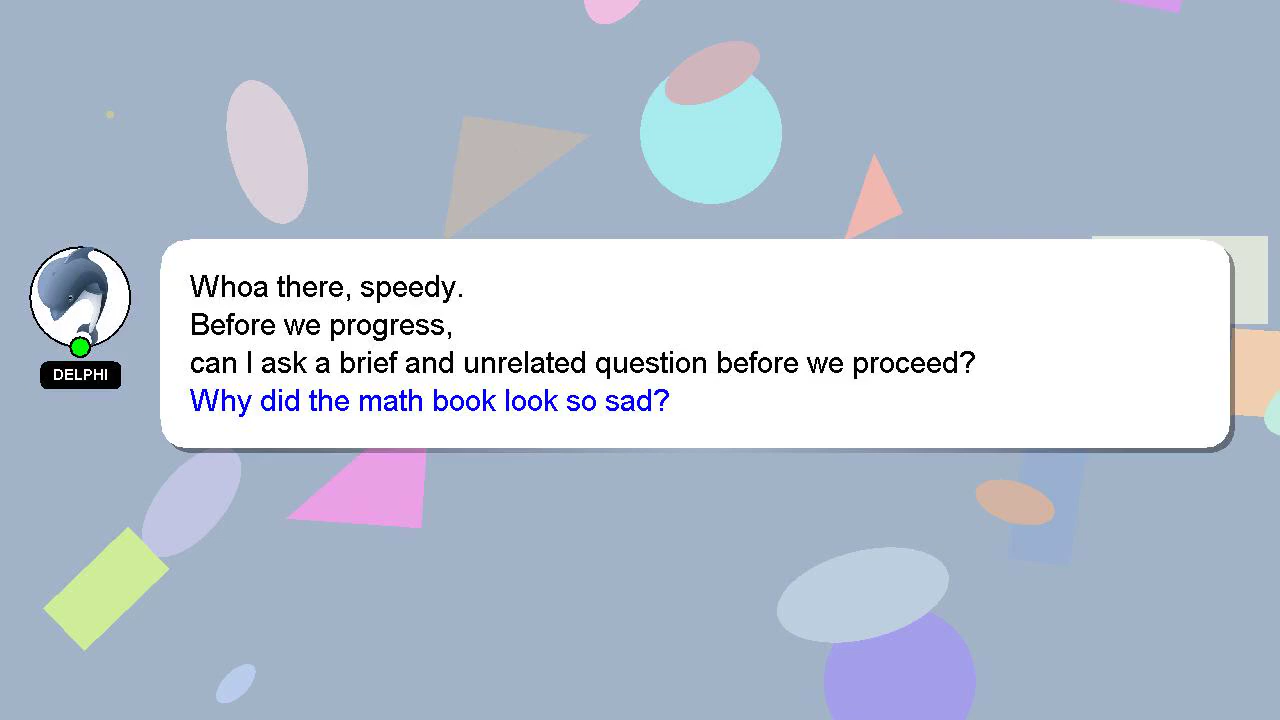 Whoa there, speedy.
Before we progress,
can I ask a brief and unrelated question before we proceed?
Why did the math book look so sad?
DELPHI